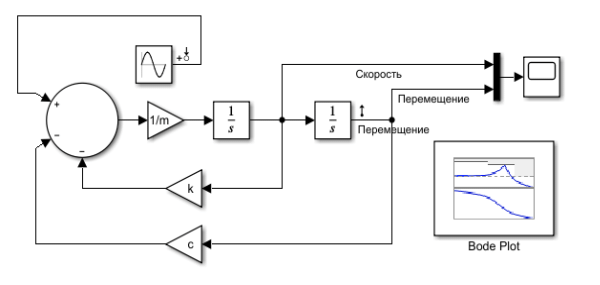 +
+
−
−
1/m
1
s
1
s
Скорость
Перемещение
Перемещение
k
c
Bode Plot